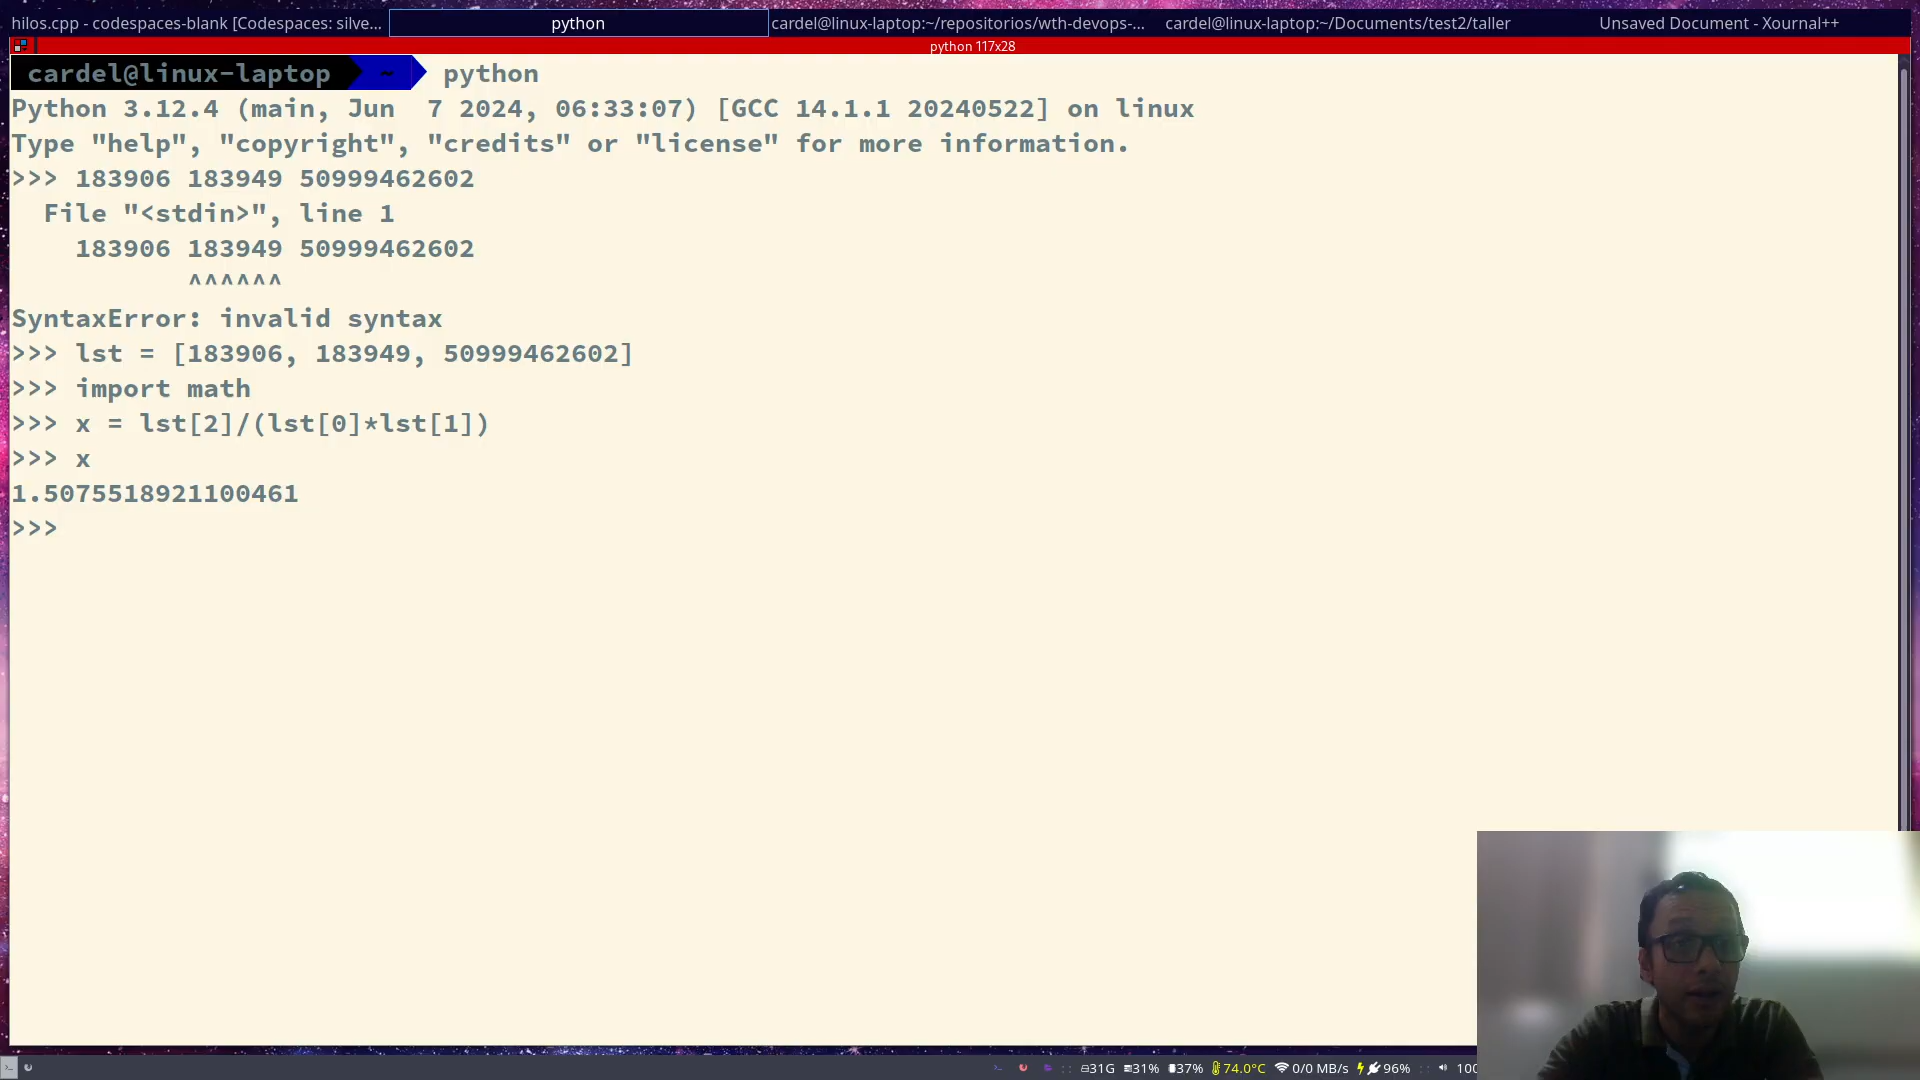 hilos.cpp - codespaces-blank [Codespaces: silve...
python
cardel@linux-laptop:~/repositorios/wth-devops-...
cardel@linux-laptop:~/Documents/test2/taller
Unsaved Document - Xournal++
python 117x28
cardel@linux-laptop ~ python
Python 3.12.4 (main, Jun  7 2024, 06:33:07) [GCC 14.1.1 20240522] on linux
Type "help", "copyright", "credits" or "license" for more information.
>>> 183906 183949 50999462602
  File "<stdin>", line 1
    183906 183949 50999462602
           ^^^^^^
SyntaxError: invalid syntax
>>> lst = [183906, 183949, 50999462602]
>>> import math
>>> x = lst[2]/(lst[0]*lst[1])
>>> x
1.5075518921100461
>>>
31G 31% 37% 74.0°C 0/0 MB/s 96% 100